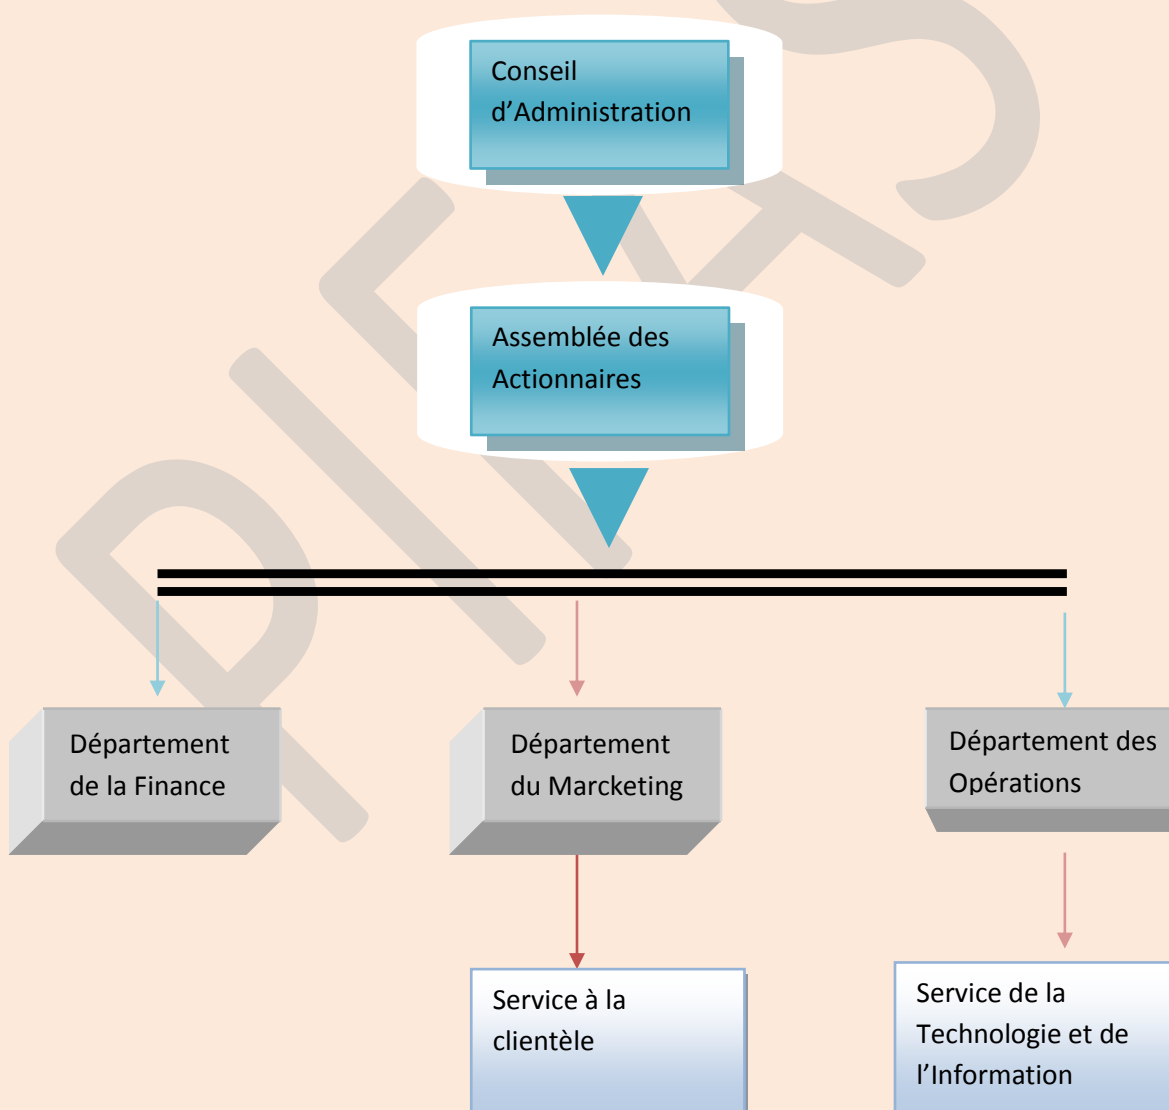 Conseil
d’Administration
Assemblée des
Actionnaires
Département
de la Finance
Département
du Marcketing
Département des
Opérations
Service à la
clientèle
Service de la
Technologie et de
l’Information